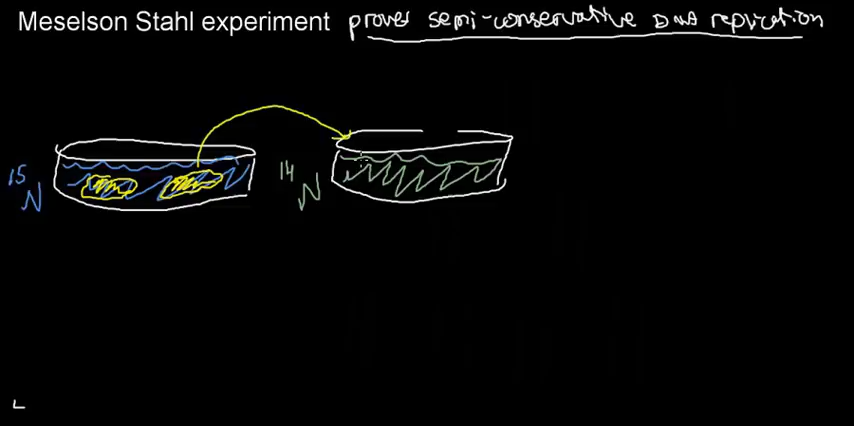 Meselson Stahl experiment proves semi-conservative DNA replication
15 N
14 N